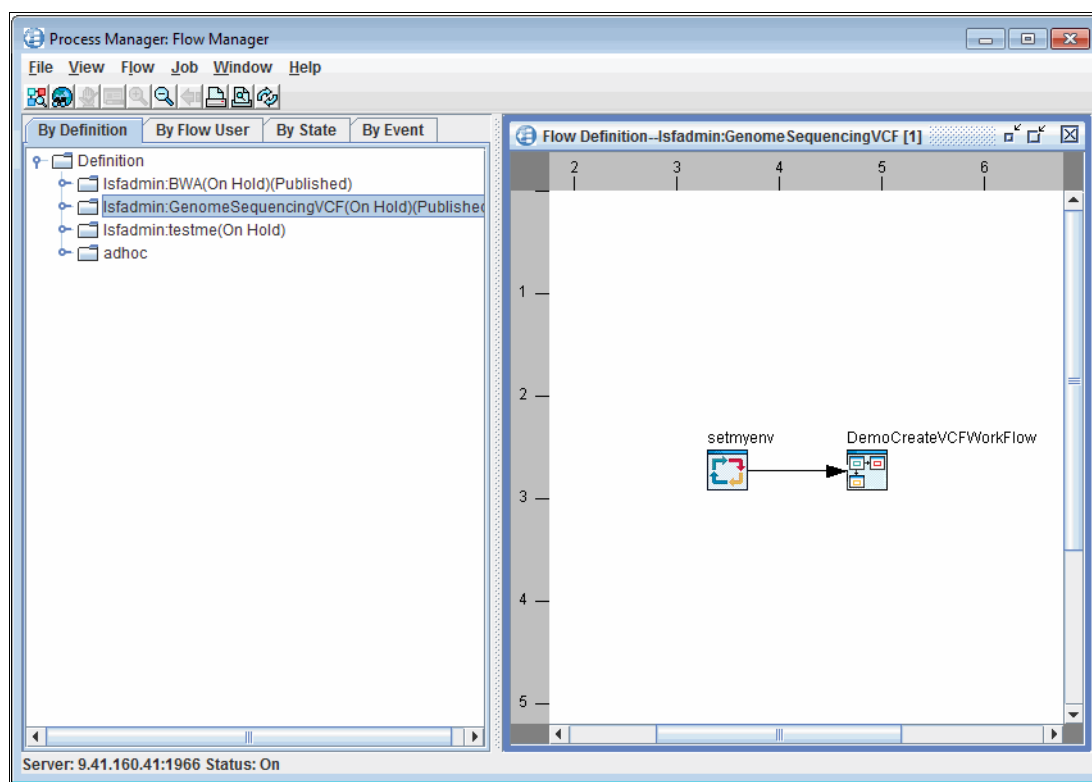 Process Manager: Flow Manager
File View Flow Job Window Help
By Definition By Flow User By State By Event
Definition
lsfadmin:BWA(On Hold)(Published)
lsfadmin:GenomeSequencingVCF(On Hold)(Published
lsfadmin:testme(On Hold)
adhoc
Flow Definition--lsfadmin:GenomeSequencingVCF [1]
2 3 4 5 6
1
2
setmyenv DemoCreateVCFWorkFlow
3
4
5
Server: 9.41.160.41:1966 Status: On